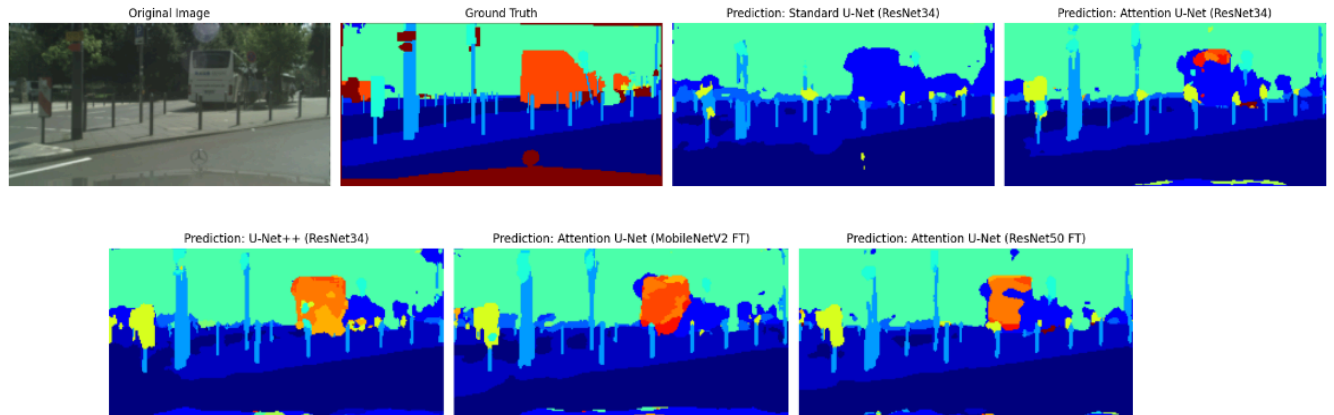 Original Image
Ground Truth
Prediction: Standard U-Net (ResNet34)
Prediction: Attention U-Net (ResNet34)
Prediction: U-Net++ (ResNet34)
Prediction: Attention U-Net (MobileNetV2 FT)
Prediction: Attention U-Net (ResNet50 FT)